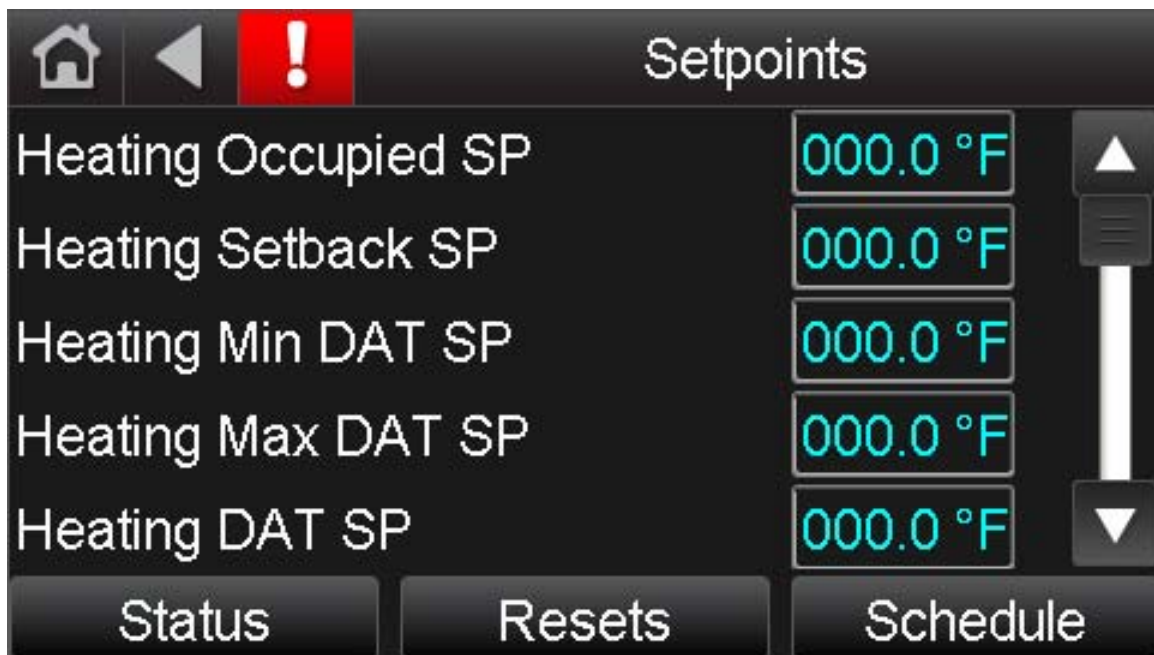 Setpoints
Heating Occupied SP 000.0 °F
Heating Setback SP 000.0 °F
Heating Min DAT SP 000.0 °F
Heating Max DAT SP 000.0 °F
Heating DAT SP 000.0 °F
Status Resets Schedule